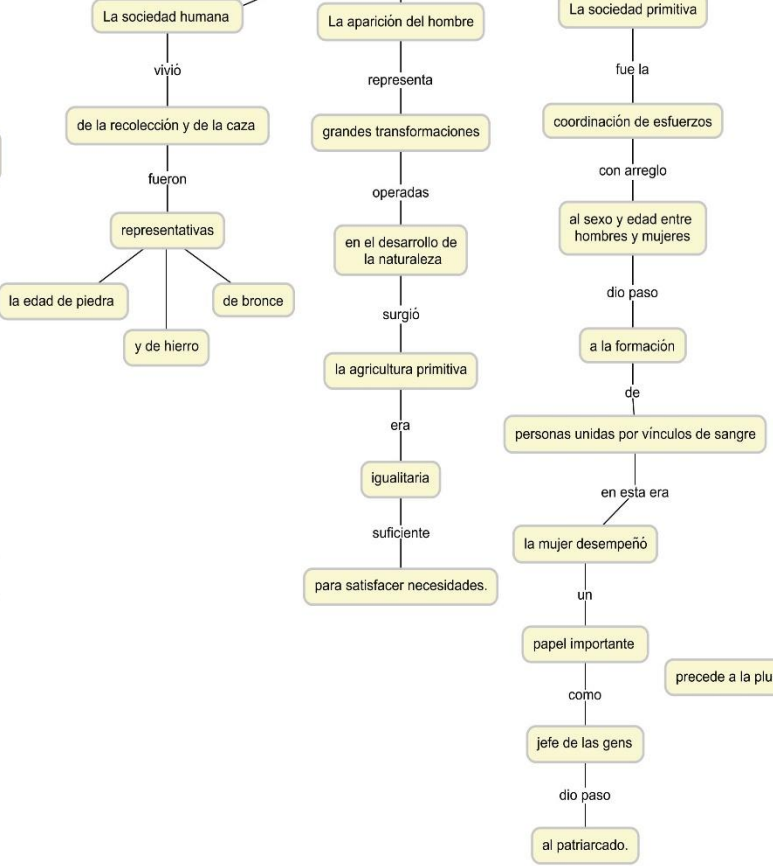 La sociedad humana
vivió
de la recolección y de la caza
fueron
representativas
la edad de piedra
y de hierro
de bronce
La aparición del hombre
representa
grandes transformaciones
operadas
en el desarrollo de
la naturaleza
surgió
la agricultura primitiva
era
igualitaria
suficiente
para satisfacer necesidades.
La sociedad primitiva
fue la
coordinación de esfuerzos
con arreglo
al sexo y edad entre
hombres y mujeres
dio paso
a la formación
de
personas unidas por vínculos de sangre
en esta era
la mujer desempeñó
un
papel importante
como
jefe de las gens
dio paso
al patriarcado.
precede a la plu